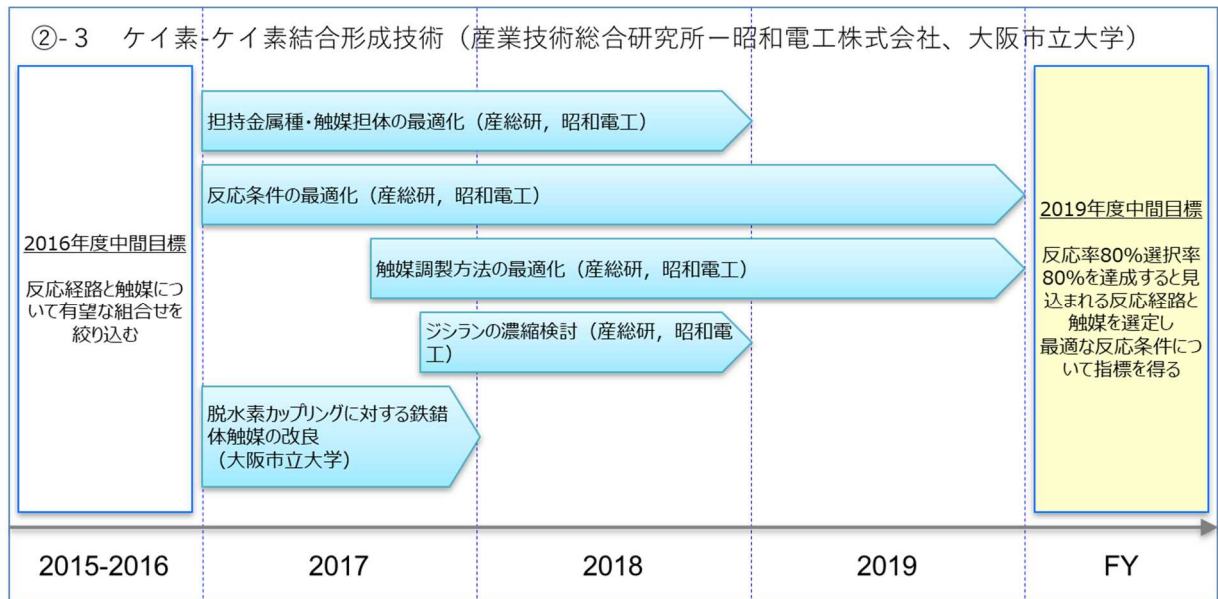 ②-３　ケイ素-ケイ素結合形成技術（産業技術総合研究所ー昭和電工株式会社、大阪市立大学）
担持金属種・触媒担体の最適化（産総研，昭和電工）
反応条件の最適化（産総研，昭和電工）
触媒調製方法の最適化（産総研，昭和電工）
ジシランの濃縮検討（産総研，昭和電
工）
脱水素カップリングに対する鉄錯
体触媒の改良
（大阪市立大学）
2016年度中間目標
反応経路と触媒につ
いて有望な組合せを
絞り込む
2019年度中間目標
反応率80%選択率
80%を達成すると見
込まれる反応経路と
触媒を選定し
最適な反応条件につ
いて指標を得る
2015-2016
2017
2018
2019
FY